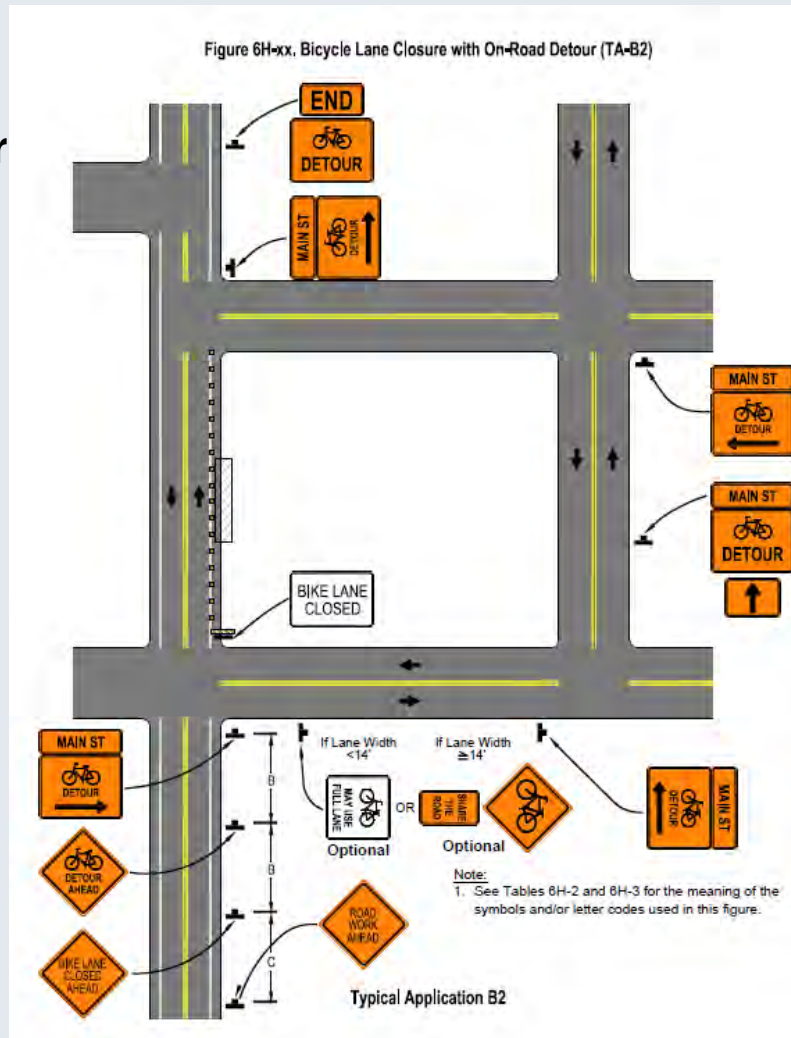 Figure 6H-xx. Bicycle Lane Closure with On-Road Detour (TA-B2)
r
END
DETOUR
MAIN ST
DETOUR
MAIN ST
DETOUR
MAIN ST
DETOUR
BIKE LANE
CLOSED
MAIN ST
DETOUR
B
If Lane Width
<14'
If Lane Width
≧14'
MAY USE
FULL LANE
OR
SHARE
THE
ROAD
Optional
Optional
DETOUR
MAIN ST
DETOUR
AHEAD
B
Note:
1. See Tables 6H-2 and 6H-3 for the meaning of the
symbols and/or letter codes used in this figure.
BIKE LANE
CLOSED
AHEAD
C
ROAD
WORK
AHEAD
Typical Application B2